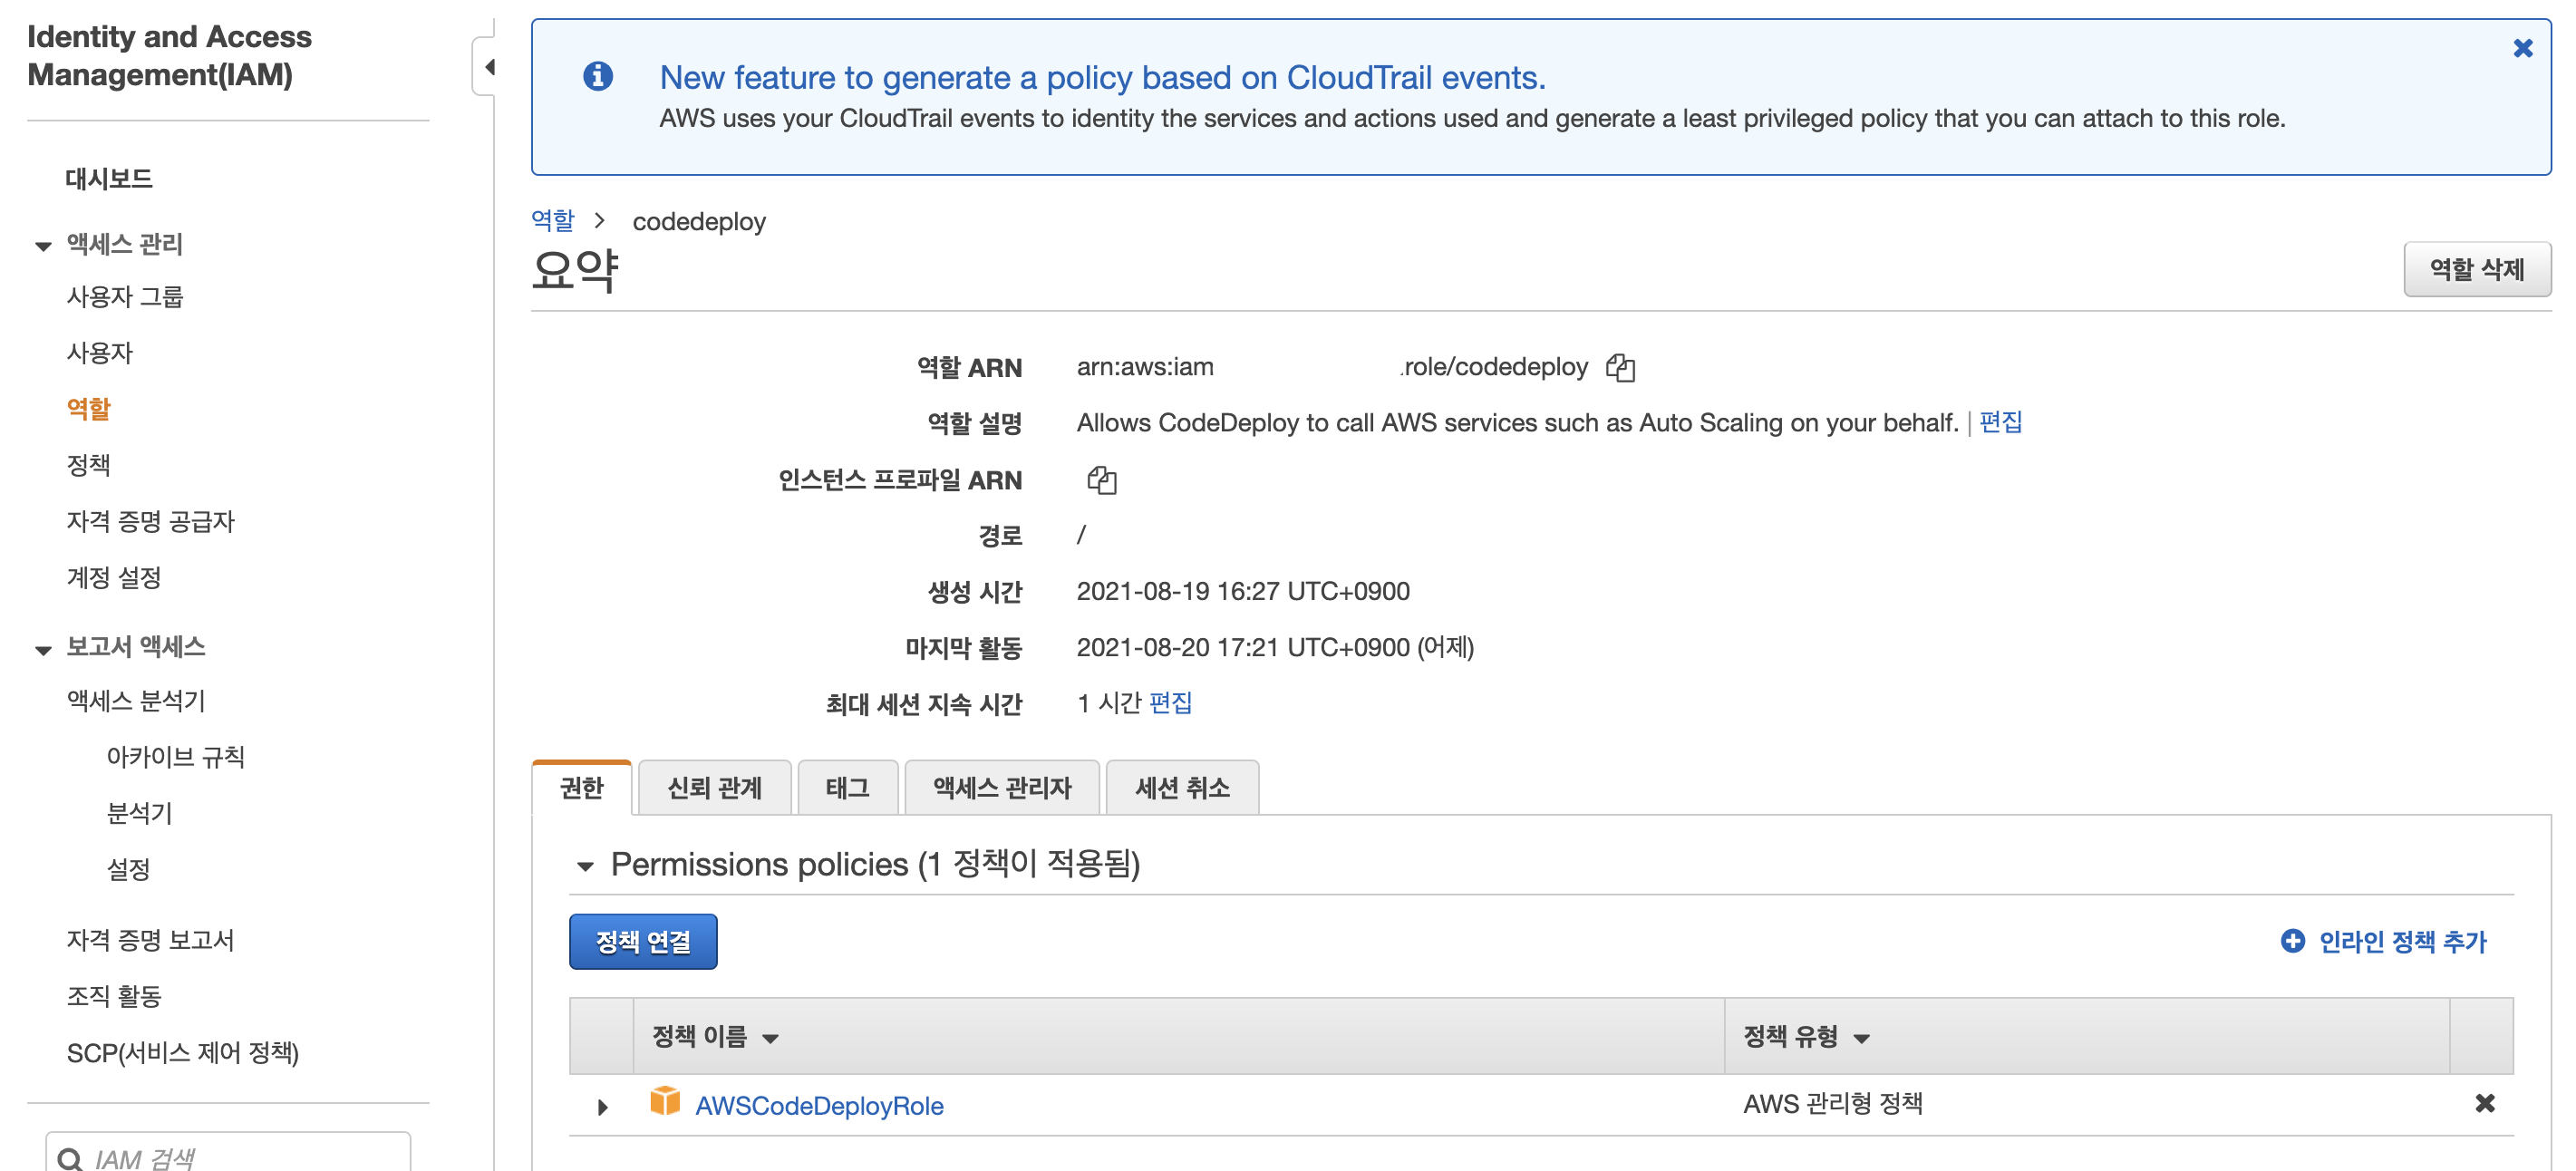 Identity and Access
Management(IAM)
대시보드
액세스 관리
사용자 그룹
사용자
역할
정책
자격 증명 공급자
계정 설정
보고서 액세스
액세스 분석기
아카이브 규칙
분석기
설정
자격 증명 보고서
조직 활동
SCP(서비스 제어 정책)
IAM 검색
New feature to generate a policy based on CloudTrail events.
AWS uses your CloudTrail events to identity the services and actions used and generate a least privileged policy that you can attach to this role.
역할 > codedeploy
요약
역할 삭제
역할 ARN arn:aws:iam role/codedeploy
역할 설명 Allows CodeDeploy to call AWS services such as Auto Scaling on your behalf. | 편집
인스턴스 프로파일 ARN
경로 /
생성 시간 2021-08-19 16:27 UTC+0900
마지막 활동 2021-08-20 17:21 UTC+0900 (어제)
최대 세션 지속 시간 1 시간 편집
권한 신뢰 관계 태그 액세스 관리자 세션 취소
Permissions policies (1 정책이 적용됨)
정책 연결 인라인 정책 추가
정책 이름 정책 유형
AWSCodeDeployRole AWS 관리형 정책